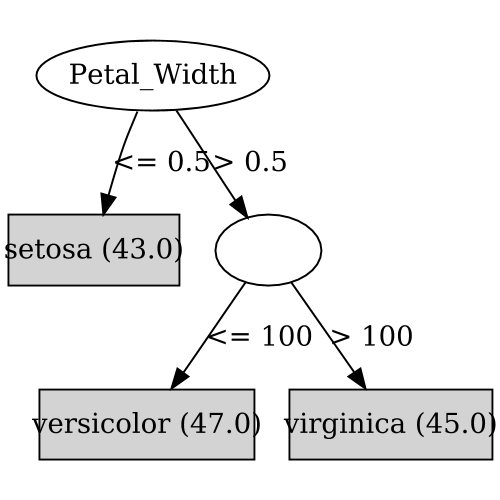 Petal_Width
<= 0.5
> 0.5
setosa (43.0)
<= 100
> 100
versicolor (47.0)
virginica (45.0)